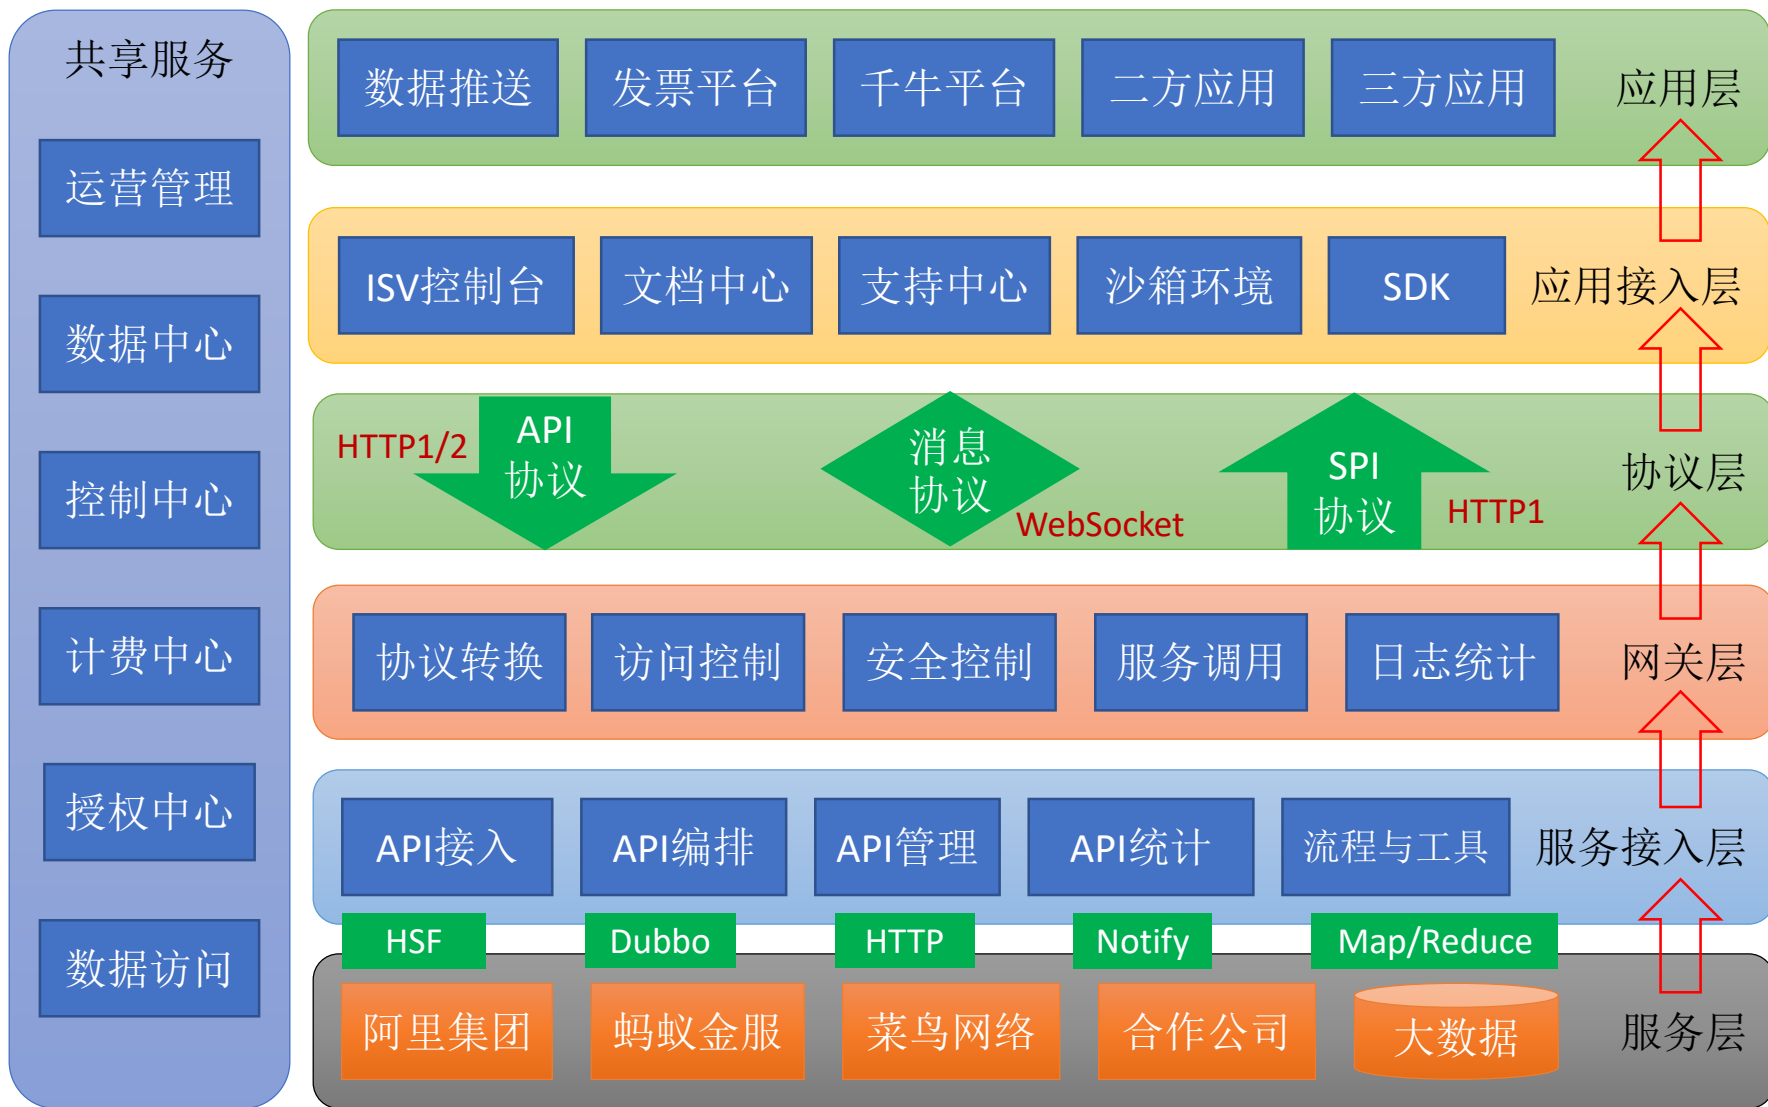 共享服务
运营管理
数据中心
控制中心
计费中心
授权中心
数据访问
数据推送
发票平台
千牛平台
二方应用
三方应用
应用层
ISV控制台
文档中心
支持中心
沙箱环境
SDK
应用接入层
HTTP1/2
API
协议
消息
协议
WebSocket
SPI
协议
HTTP1
协议层
协议转换
访问控制
安全控制
服务调用
日志统计
网关层
API接入
API编排
API管理
API统计
流程与工具
服务接入层
HSF
Dubbo
HTTP
Notify
Map/Reduce
阿里集团
蚂蚁金服
菜鸟网络
合作公司
大数据
服务层